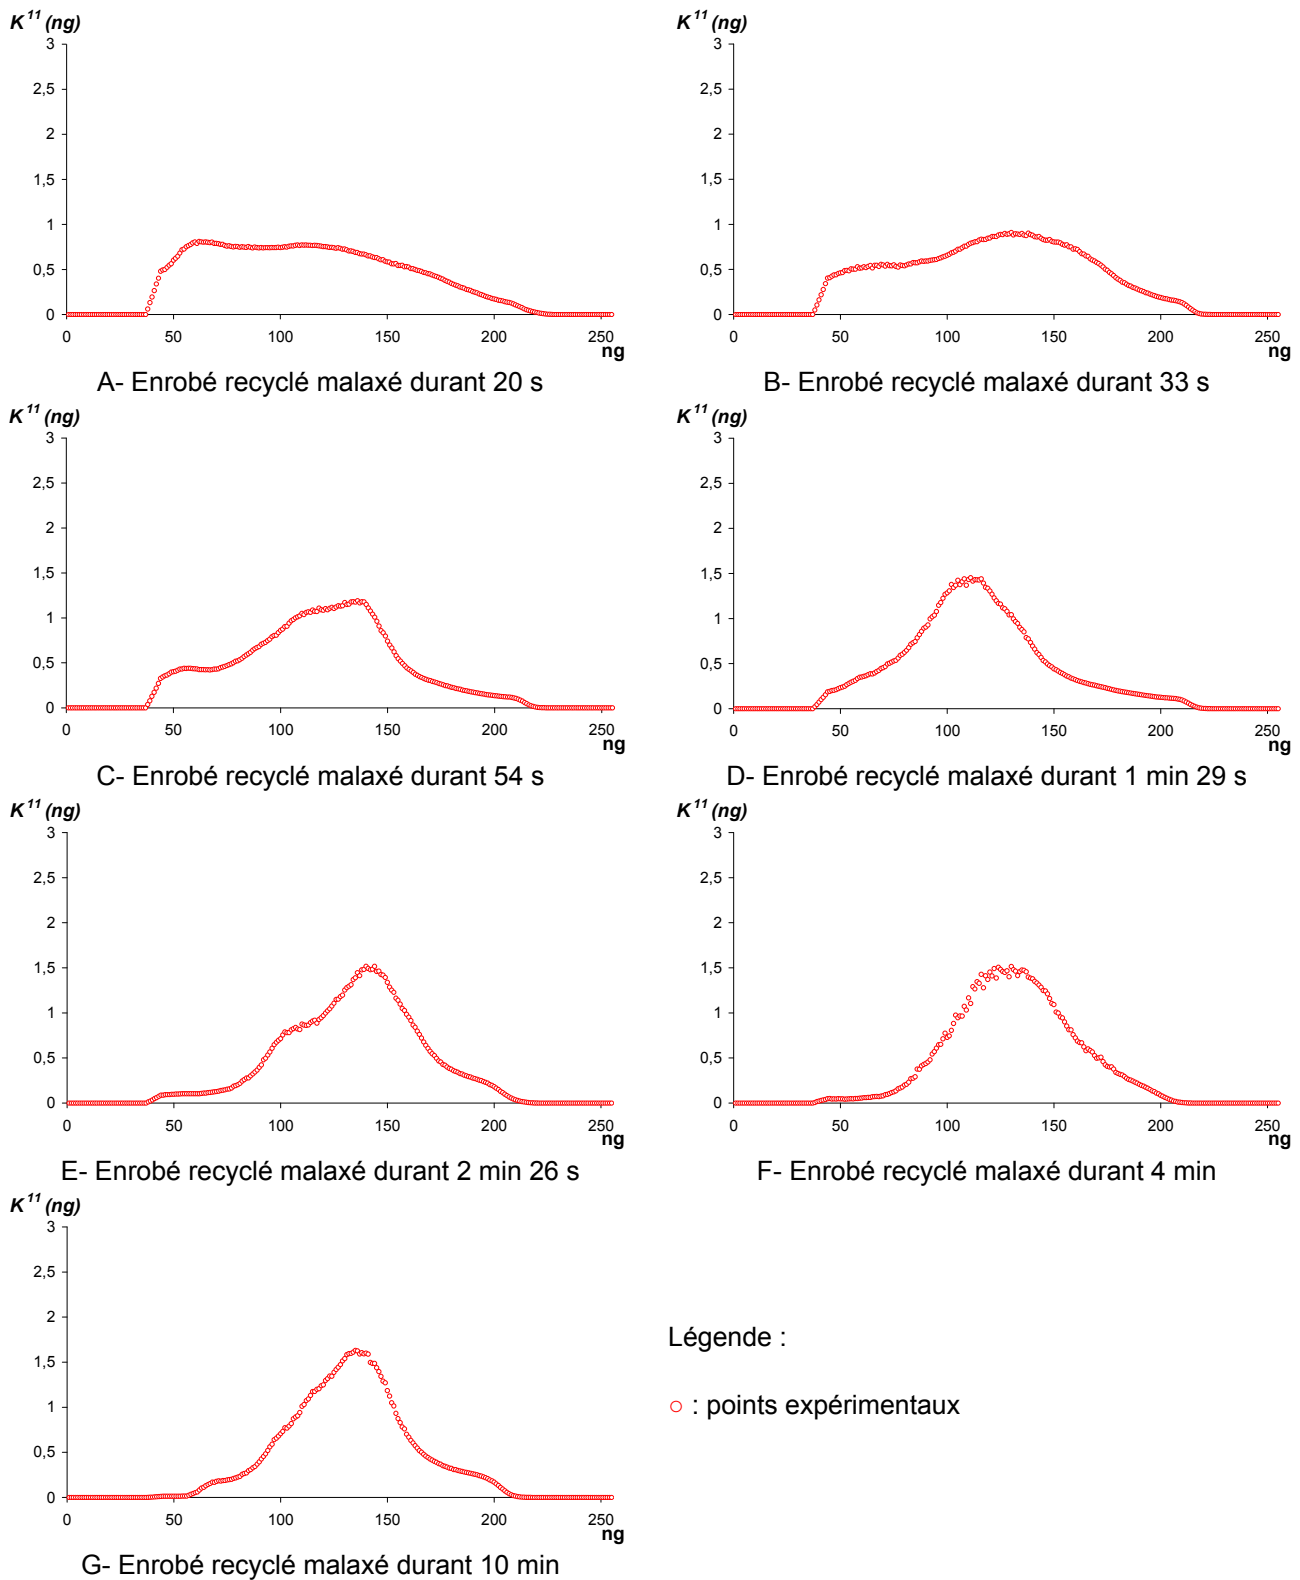 K 11 (ng)
3
2,5
2
1,5
1
0,5
0
0 50 100 150 200 250
ng
A- Enrobé recyclé malaxé durant 20 s
K 11 (ng)
3
2,5
2
1,5
1
0,5
0
0 50 100 150 200 250
ng
B- Enrobé recyclé malaxé durant 33 s
K 11 (ng)
3
2,5
2
1,5
1
0,5
0
0 50 100 150 200 250
ng
C- Enrobé recyclé malaxé durant 54 s
K 11 (ng)
3
2,5
2
1,5
1
0,5
0
0 50 100 150 200 250
ng
D- Enrobé recyclé malaxé durant 1 min 29 s
K 11 (ng)
3
2,5
2
1,5
1
0,5
0
0 50 100 150 200 250
ng
E- Enrobé recyclé malaxé durant 2 min 26 s
K 11 (ng)
3
2,5
2
1,5
1
0,5
0
0 50 100 150 200 250
ng
F- Enrobé recyclé malaxé durant 4 min
K 11 (ng)
3
2,5
2
1,5
1
0,5
0
0 50 100 150 200 250
ng
G- Enrobé recyclé malaxé durant 10 min
Légende :
: points expérimentaux